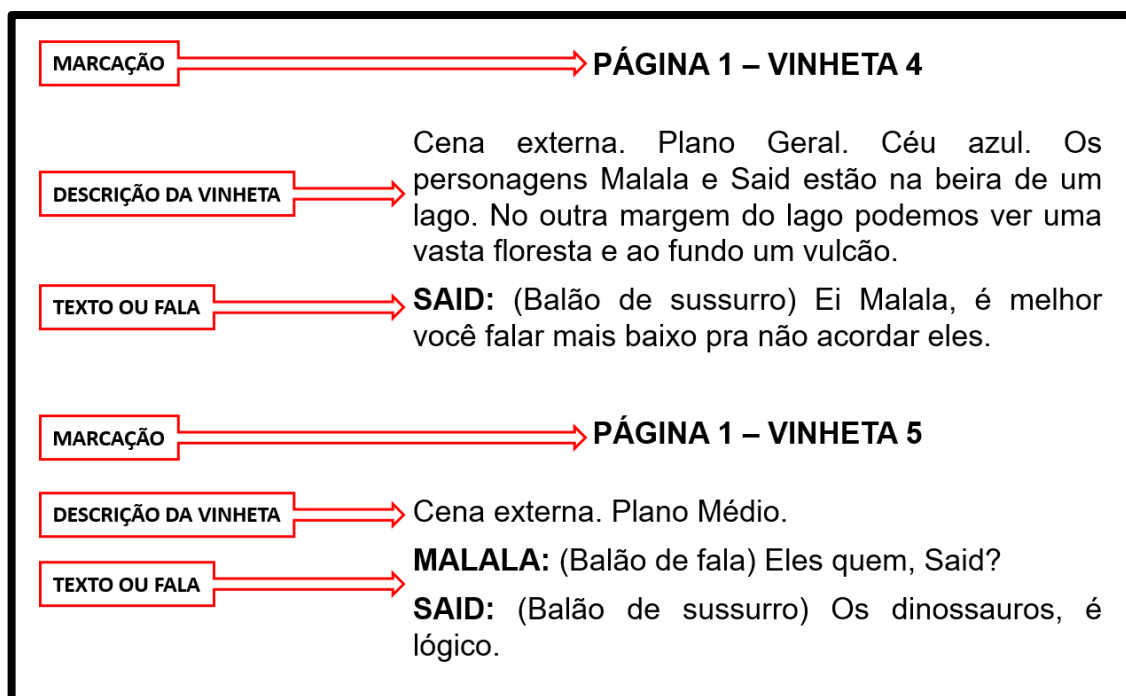 MARCAÇÃO
PÁGINA 1 – VINHETA 4
DESCRIÇÃO DA VINHETA
Cena externa. Plano Geral. Céu azul. Os
personagens Malala e Said estão na beira de um
lago. No outra margem do lago podemos ver uma
vasta floresta e ao fundo um vulcão.
TEXTO OU FALA
SAID: (Balão de sussurro) Ei Malala, é melhor
você falar mais baixo pra não acordar eles.
MARCAÇÃO
PÁGINA 1 – VINHETA 5
DESCRIÇÃO DA VINHETA
Cena externa. Plano Médio.
TEXTO OU FALA
MALALA: (Balão de fala) Eles quem, Said?
SAID: (Balão de sussurro) Os dinossauros, é
lógico.